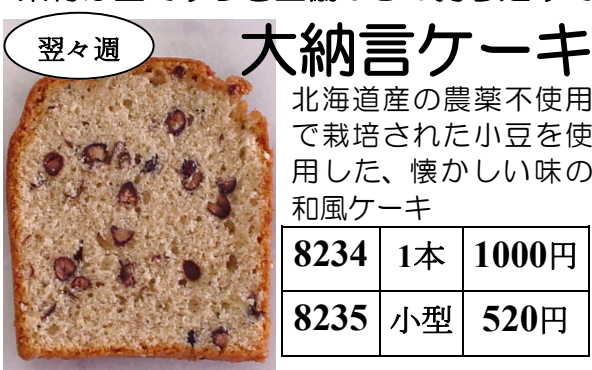 翌々週
大納言ケーキ
北海道産の農薬不使用
で栽培された小豆を使
用した、懐かしい味の
和風ケーキ
8234 1本 1000円
8235 小型 520円